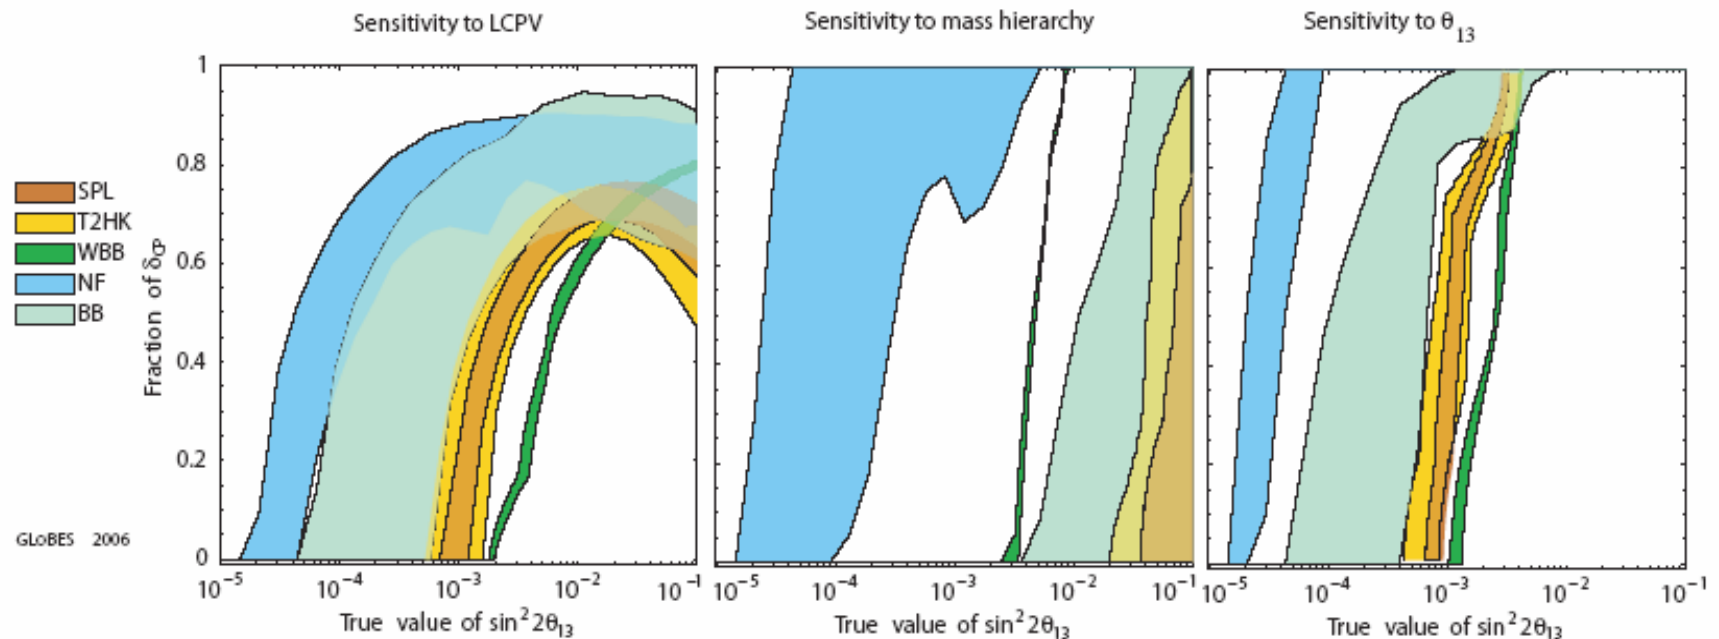 Sensitivity to LCPV
Sensitivity to mass hierarchy
Sensitivity to θ13
SPL
T2HK
WBB
NF
BB
GLoBES 2006
Fraction of δCP
1
0.8
0.6
0.4
0.2
0
10−5 10−4 10−3 10−2 10−1
True value of sin²2θ13
10−5 10−4 10−3 10−2 10−1
True value of sin²2θ13
10−5 10−4 10−3 10−2 10−1
True value of sin²2θ13